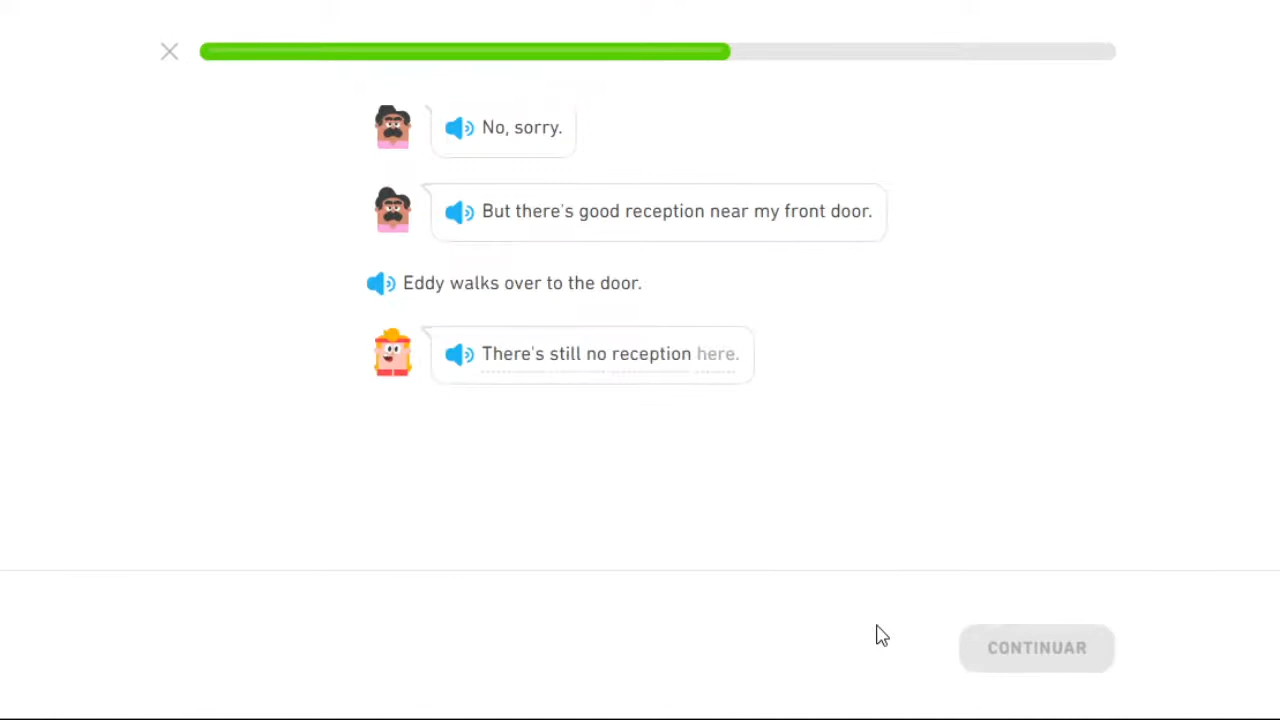 No, sorry.
But there's good reception near my front door.
Eddy walks over to the door.
There's still no reception here.
CONTINUAR